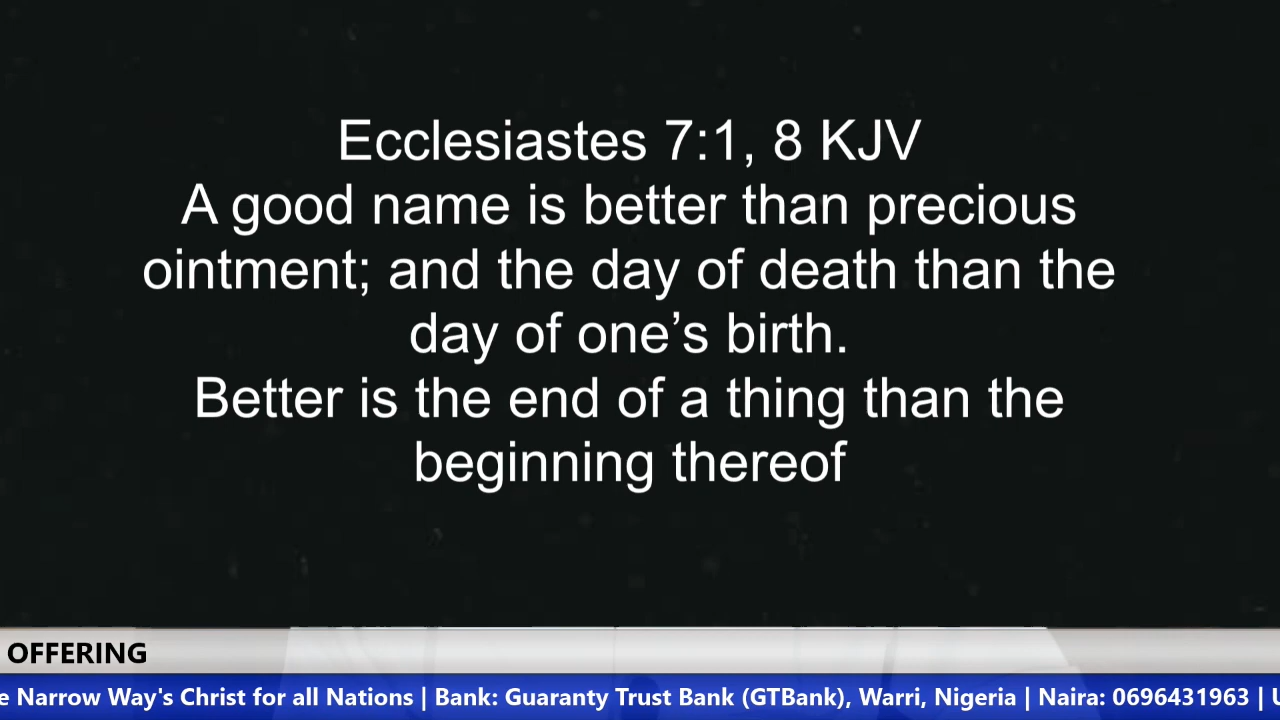 Ecclesiastes 7:1, 8 KJV
A good name is better than precious
ointment; and the day of death than the
day of one’s birth.
Better is the end of a thing than the
beginning thereof
OFFERING
Narrow Way's Christ for all Nations | Bank: Guaranty Trust Bank (GTBank), Warri, Nigeria | Naira: 0696431963 |